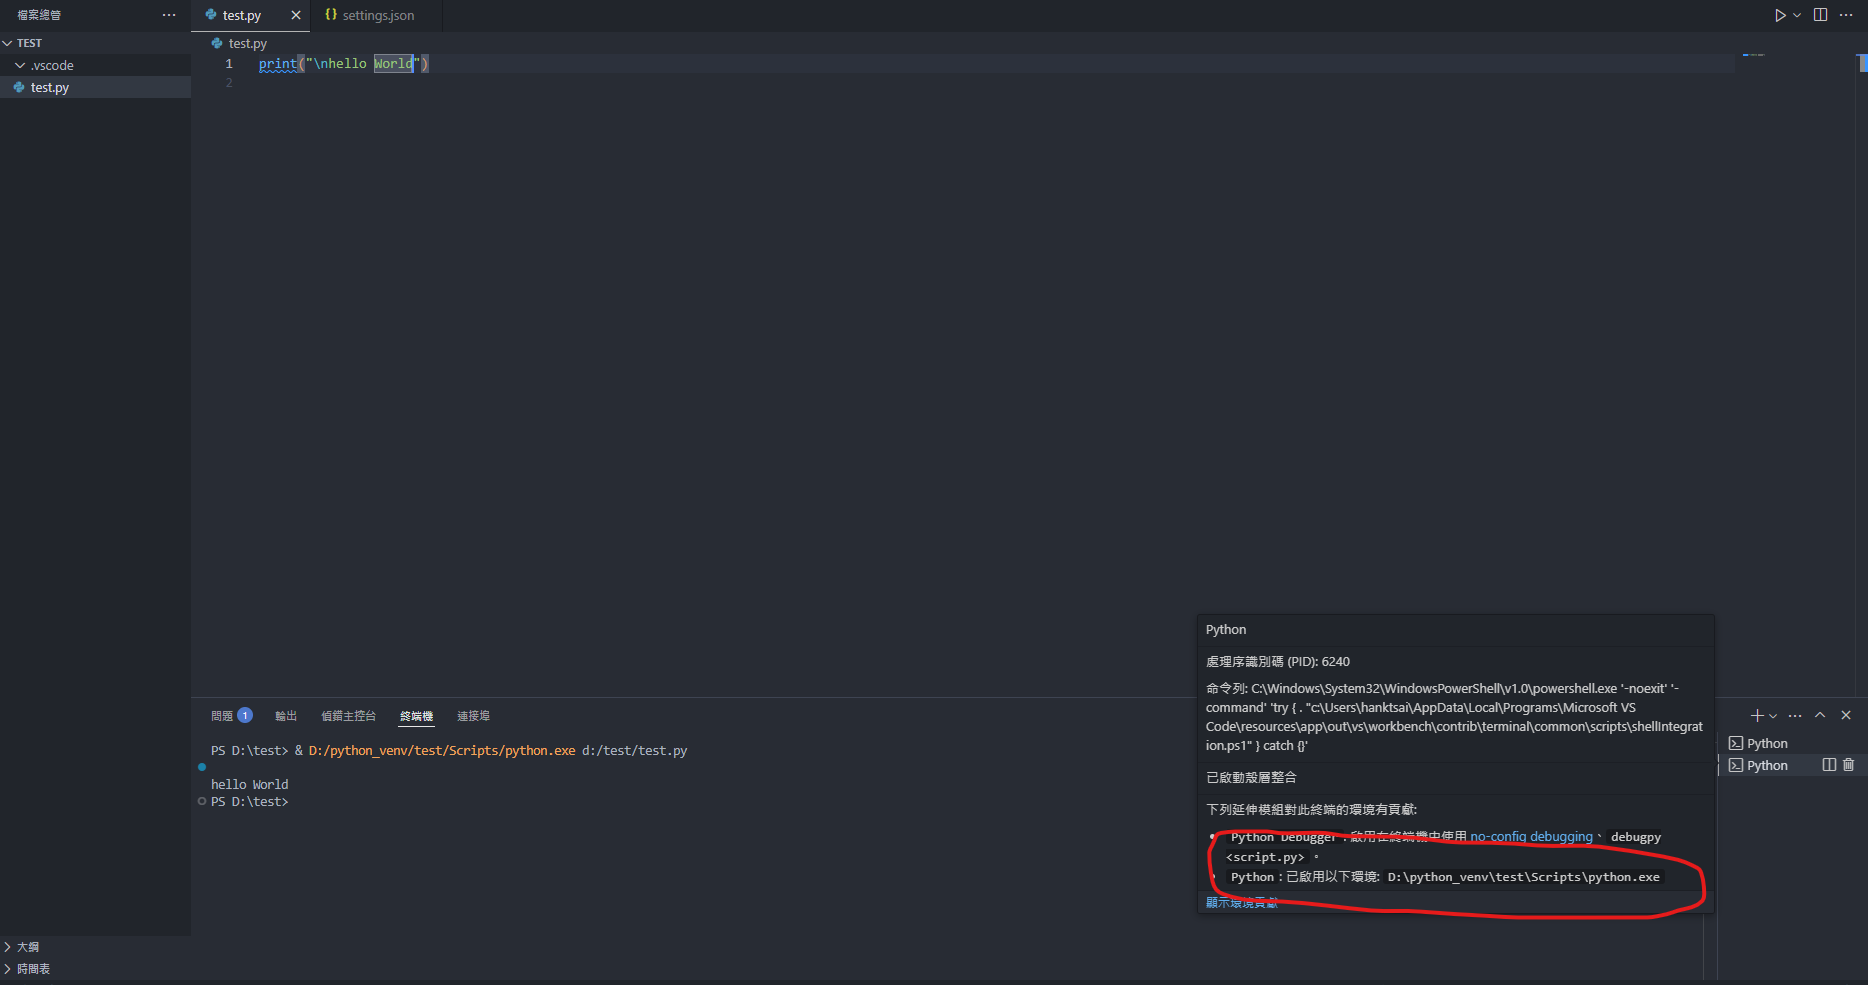 檔案總管
test.py
{} settings.json
TEST
.vscode
test.py
test.py
1 print("\nhello World")
2
Python
處理序識別碼 (PID): 6240
命令列: C:\Windows\System32\WindowsPowerShell\v1.0\powershell.exe '-noexit' '-
command' 'try { . "c:\Users\hanktsai\AppData\Local\Programs\Microsoft VS
Code\resources\app\out\vs\workbench\contrib\terminal\common\scripts\shellIntegrat
ion.ps1" } catch {}'
已啟動殼層整合
下列延伸模組對此終端的環境有貢獻:
Python Debugger : 啟用在終端機中使用 no-config debugging、 debugpy
<script.py> 。
Python : 已啟用以下環境: D:\python_venv\test\Scripts\python.exe
顯示環境貢獻
問題 1 輸出 偵錯主控台 終端機 連接埠
PS D:\test> & D:/python_venv/test/Scripts/python.exe d:/test/test.py
hello World
PS D:\test>
Python
Python
大綱
時間表